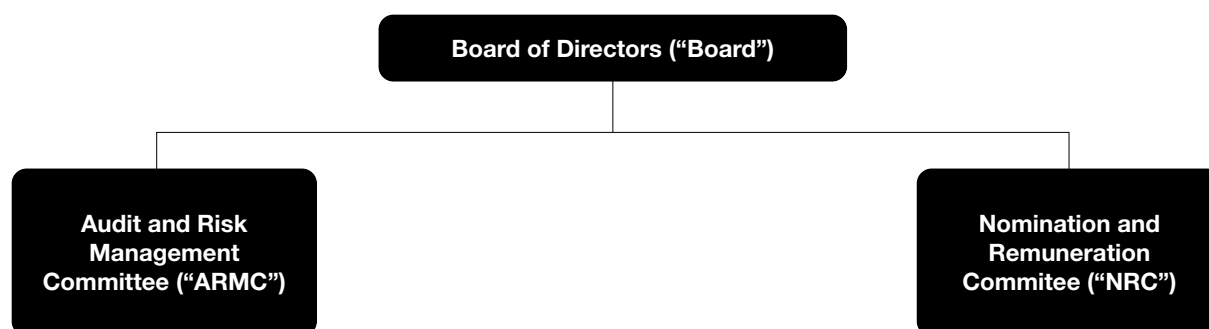 Board of Directors (“Board”)
Audit and Risk
Management
Committee (“ARMC”)
Nomination and
Remuneration
Commitee (“NRC”)